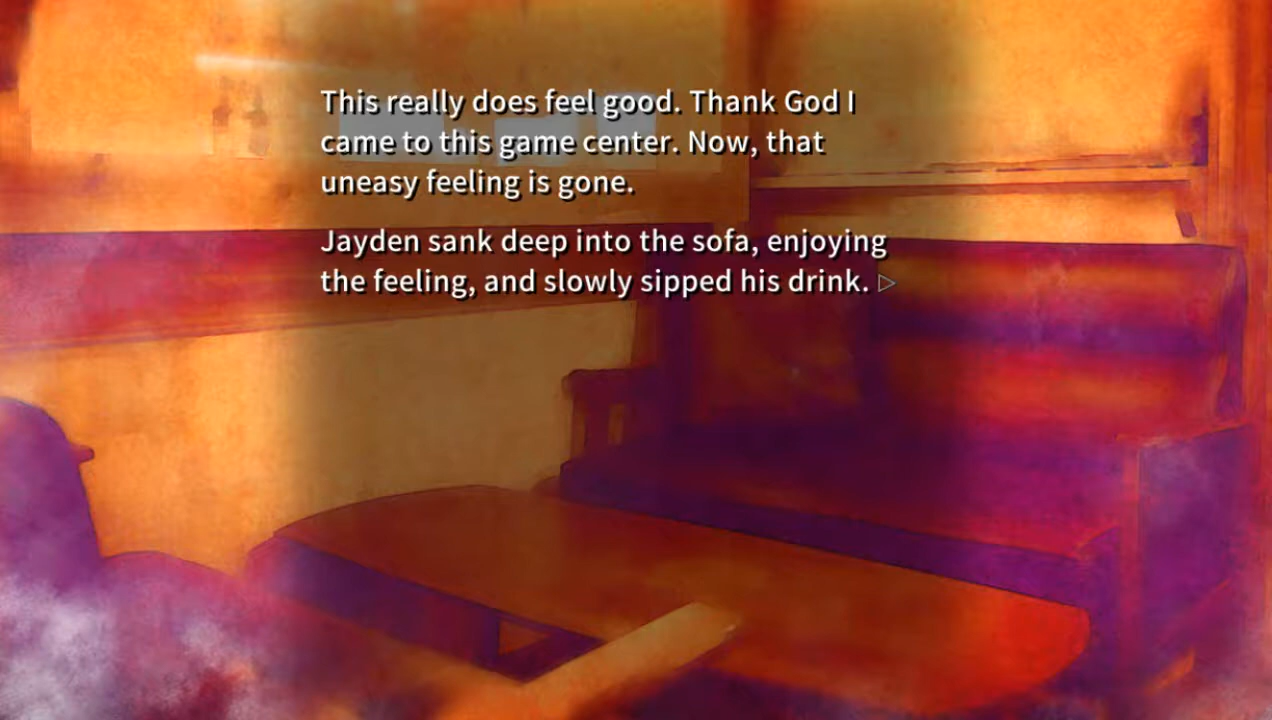 This really does feel good. Thank God I
came to this game center. Now, that
uneasy feeling is gone.
Jayden sank deep into the sofa, enjoying
the feeling, and slowly sipped his drink.